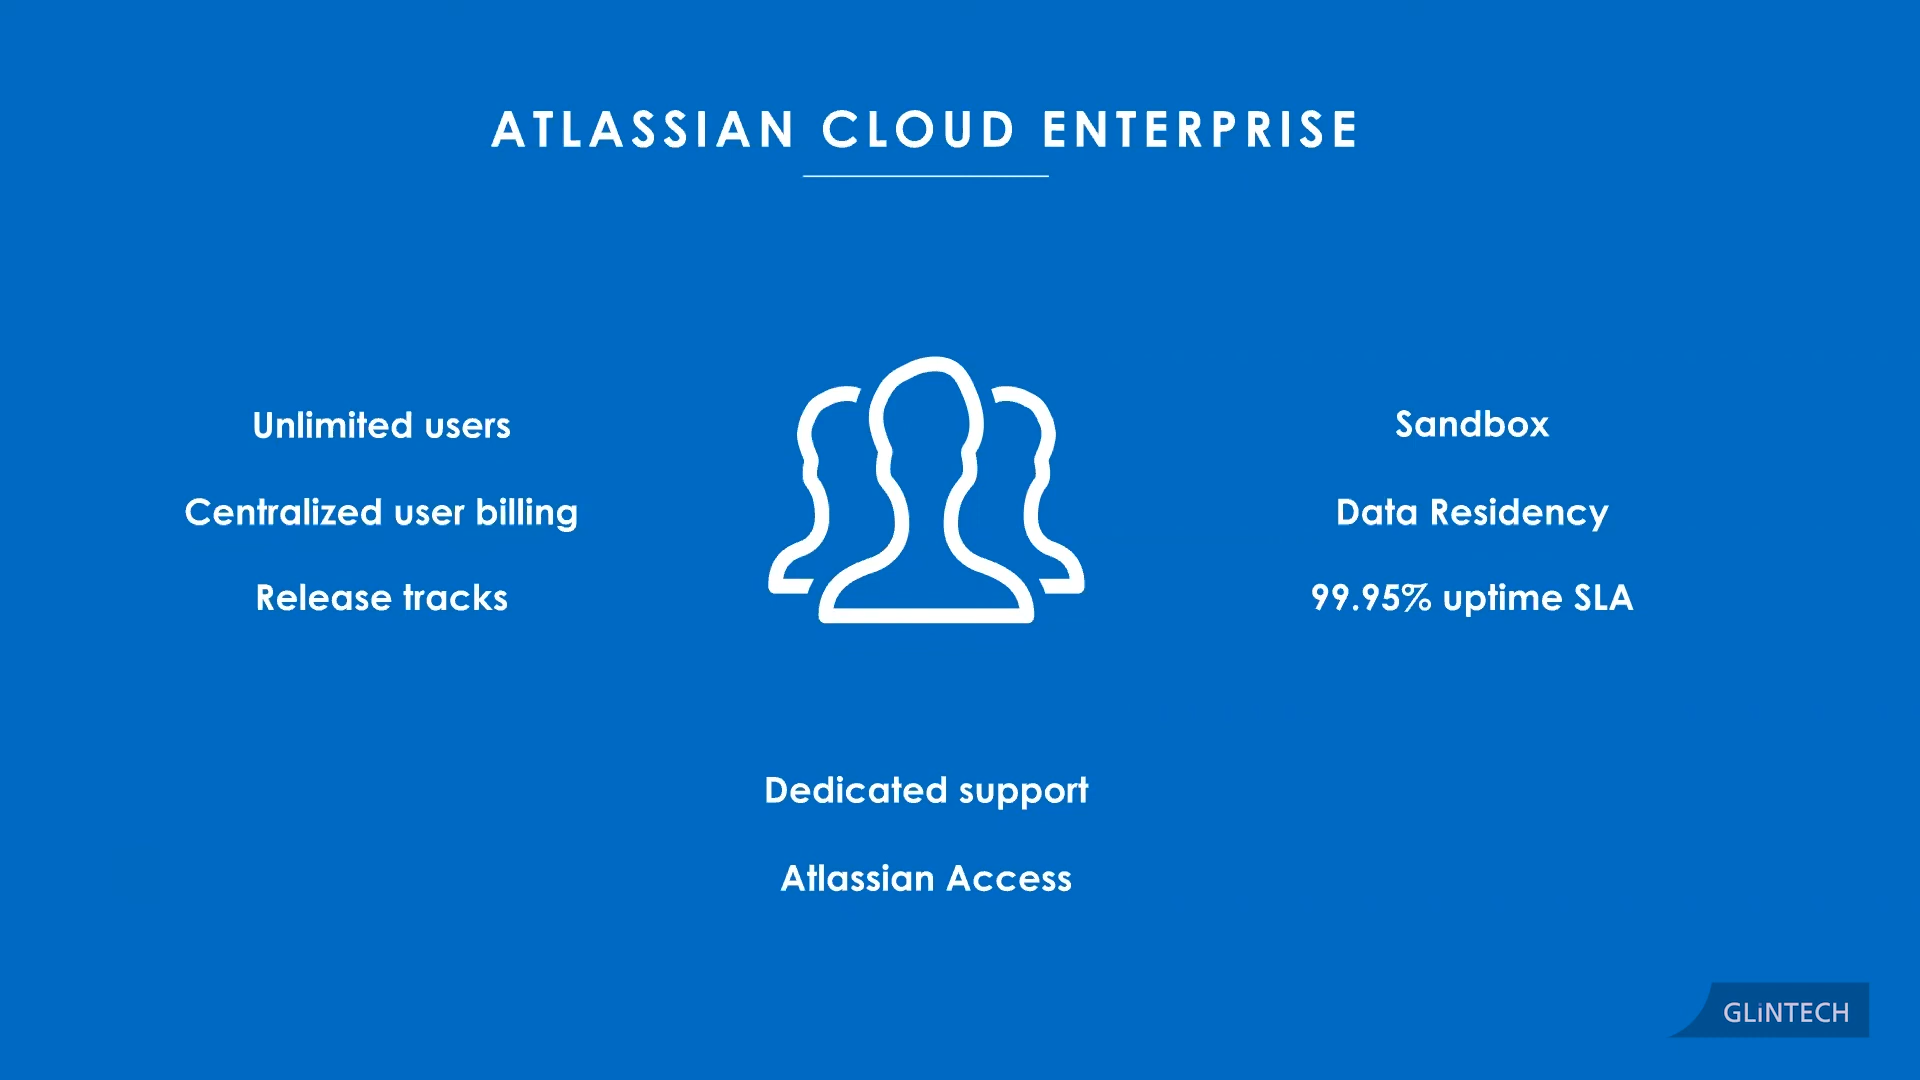 ATLASSIAN CLOUD ENTERPRISE
Unlimited users
Centralized user billing
Release tracks
Sandbox
Data Residency
99.95% uptime SLA
Dedicated support
Atlassian Access
GLiNTECH